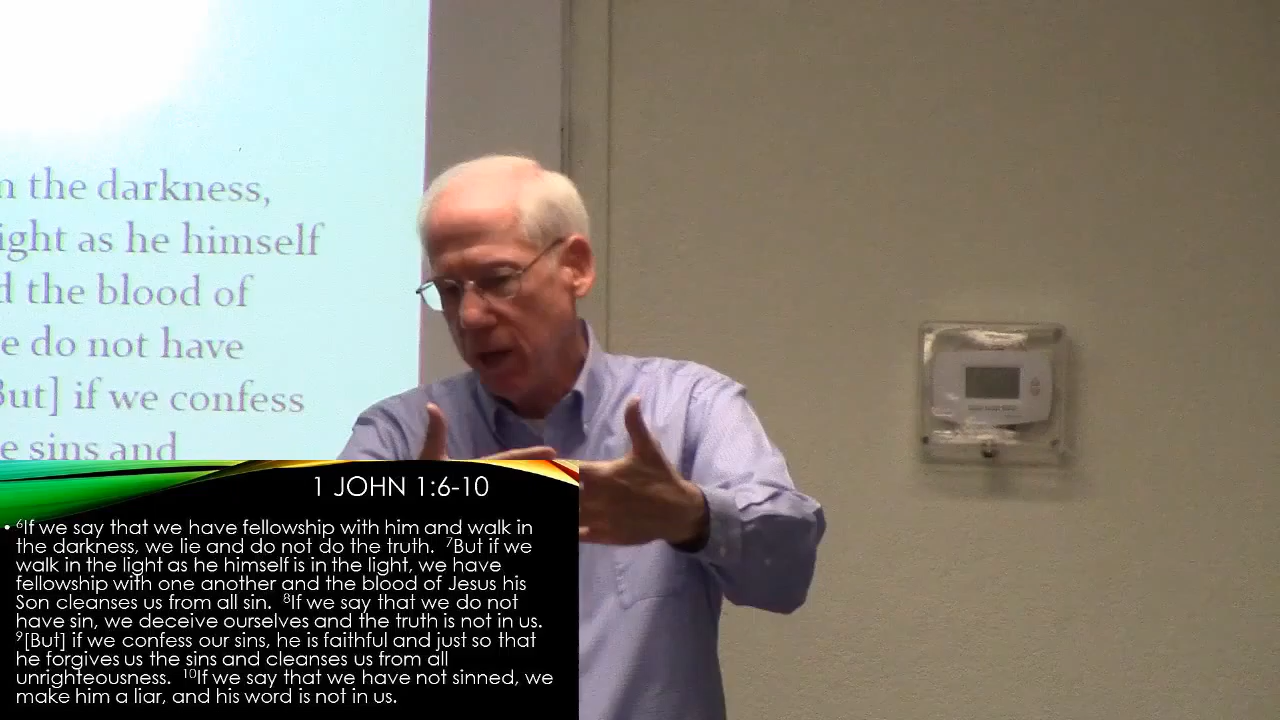 n the darkness,
ight as he himself
d the blood of
e do not have
But] if we confess
e sins and
1 JOHN 1:6-10
• ⁶If we say that we have fellowship with him and walk in
the darkness, we lie and do not do the truth. ⁷But if we
walk in the light as he himself is in the light, we have
fellowship with one another and the blood of Jesus his
Son cleanses us from all sin. ⁸If we say that we do not
have sin, we deceive ourselves and the truth is not in us.
⁹[But] if we confess our sins, he is faithful and just so that
he forgives us the sins and cleanses us from all
unrighteousness. ¹⁰If we say that we have not sinned, we
make him a liar, and his word is not in us.